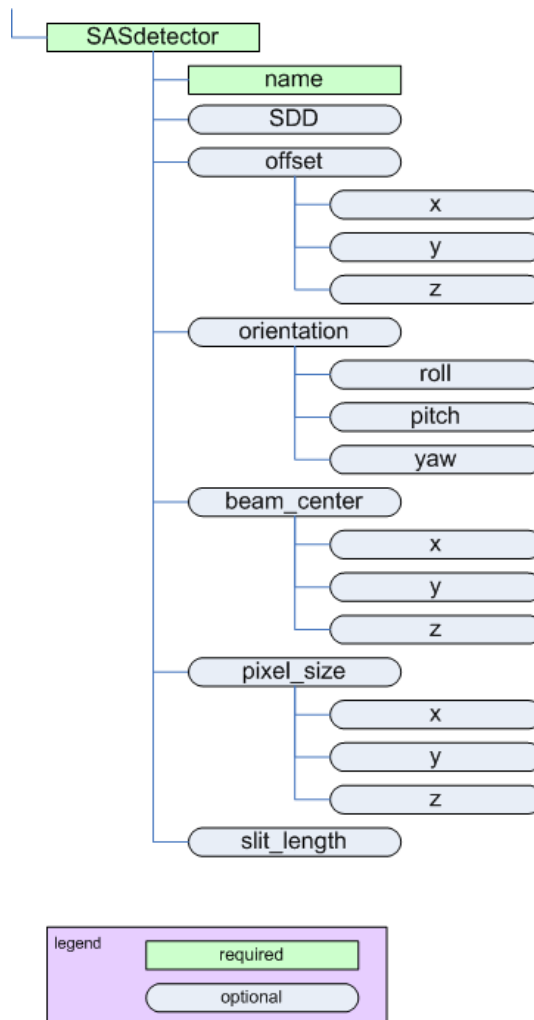 SASdetector
name
SDD
offset
x
y
z
orientation
roll
pitch
yaw
beam_center
x
y
z
pixel_size
x
y
z
slit_length
legend
required
optional